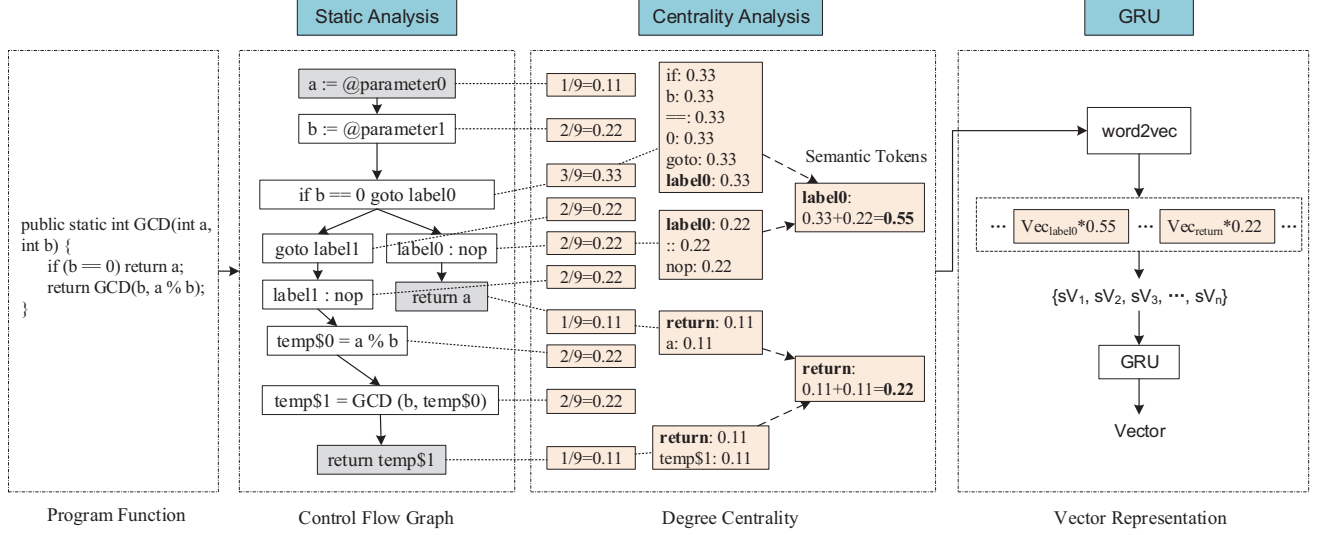 Static Analysis
Centrality Analysis
GRU
public static int GCD(int a,
int b) {
if (b == 0) return a;
return GCD(b, a % b);
}
a := @parameter0
b := @parameter1
if b == 0 goto label0
goto label1
label0 : nop
label1 : nop
return a
temp$0 = a % b
temp$1 = GCD (b, temp$0)
return temp$1
1/9=0.11
2/9=0.22
3/9=0.33
2/9=0.22
2/9=0.22
2/9=0.22
1/9=0.11
2/9=0.22
2/9=0.22
1/9=0.11
if: 0.33
b: 0.33
==: 0.33
0: 0.33
goto: 0.33
label0: 0.33
label0: 0.22
:: 0.22
nop: 0.22
return: 0.11
a: 0.11
return: 0.11
temp$1: 0.11
Semantic Tokens
label0:
0.33+0.22=0.55
return:
0.11+0.11=0.22
word2vec
··· Veclabel0*0.55 ··· Vecreturn*0.22 ···
{sV1, sV2, sV3, ···, sVn}
GRU
Vector
Program Function
Control Flow Graph
Degree Centrality
Vector Representation